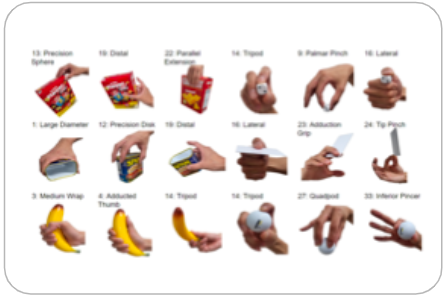 13: Precision Sphere
19: Distal
22: Parallel Extension
14: Tripod
9: Palmar Pinch
16: Lateral
1: Large Diameter
12: Precision Disk
19: Distal
16: Lateral
23: Adduction Grip
24: Tip Pinch
3: Medium Wrap
4: Adducted Thumb
14: Tripod
14: Tripod
27: Quadpod
33: Inferior Pincer